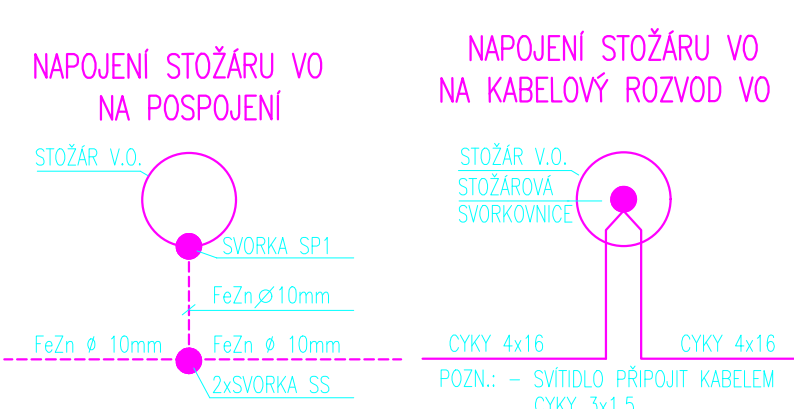 NAPOJENÍ STOŽÁRU VO
NA POSPOJENÍ
STOŽÁR V.O.
SVORKA SP1
FeZn Ø 10mm
FeZn Ø 10mm
FeZn Ø 10mm
2xSVORKA SS
NAPOJENÍ STOŽÁRU VO
NA KABELOVÝ ROZVOD VO
STOŽÁR V.O.
STOŽÁROVÁ
SVORKOVNICE
CYKY 4x16
CYKY 4x16
POZN.: – SVÍTIDLO PŘIPOJIT KABELEM
CYKY 3x1,5